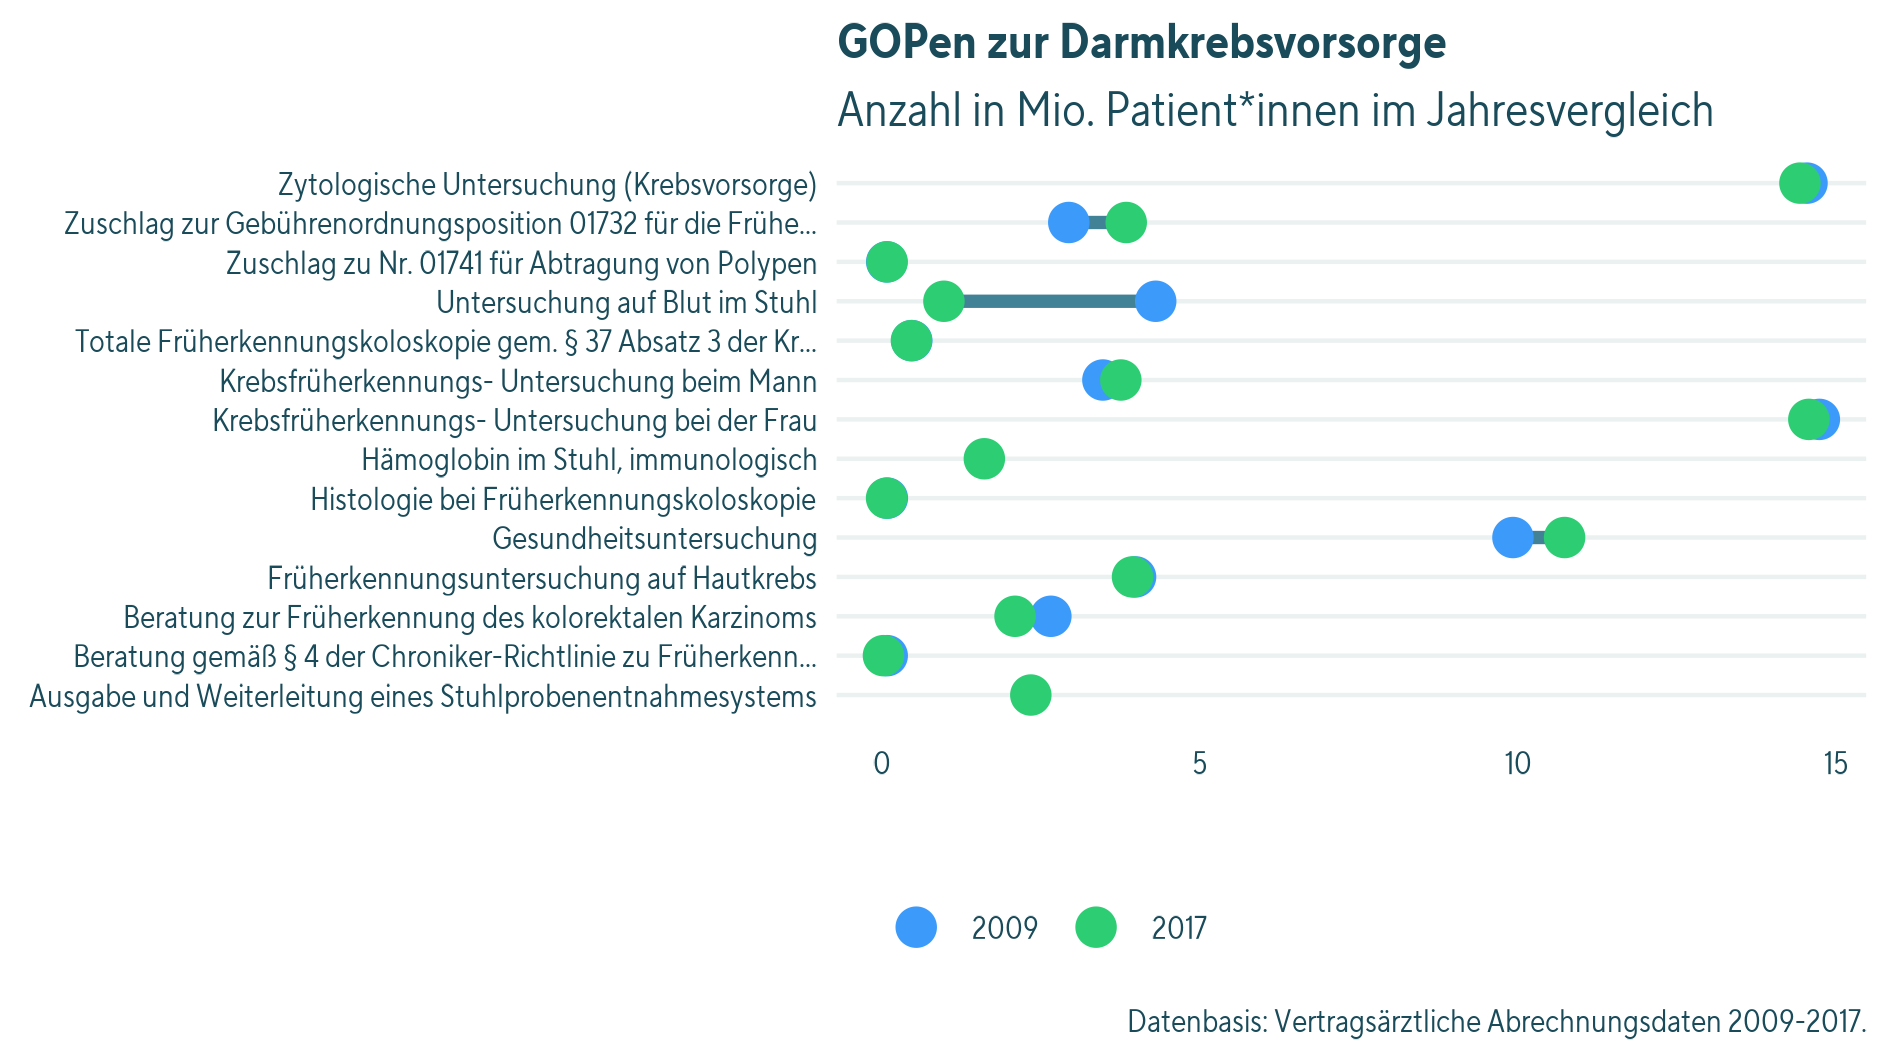 GOPen zur Darmkrebsvorsorge
Anzahl in Mio. Patient*innen im Jahresvergleich
Zytologische Untersuchung (Krebsvorsorge)
Zuschlag zur Gebührenordnungsposition 01732 für die Frühe...
Zuschlag zu Nr. 01741 für Abtragung von Polypen
Untersuchung auf Blut im Stuhl
Totale Früherkennungskoloskopie gem. § 37 Absatz 3 der Kr...
Krebsfrüherkennungs- Untersuchung beim Mann
Krebsfrüherkennungs- Untersuchung bei der Frau
Hämoglobin im Stuhl, immunologisch
Histologie bei Früherkennungskoloskopie
Gesundheitsuntersuchung
Früherkennungsuntersuchung auf Hautkrebs
Beratung zur Früherkennung des kolorektalen Karzinoms
Beratung gemäß § 4 der Chroniker-Richtlinie zu Früherkenn...
Ausgabe und Weiterleitung eines Stuhlprobenentnahmesystems
0 5 10 15
2009 2017
Datenbasis: Vertragsärztliche Abrechnungsdaten 2009-2017.